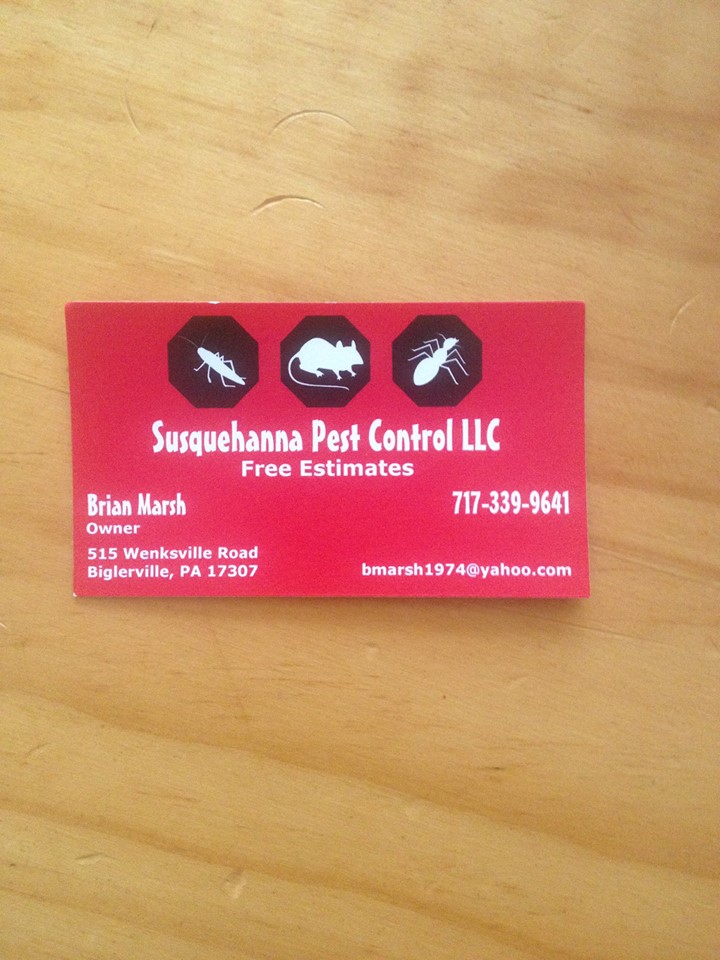 Susquehanna Pest Control LLC
Free Estimates
Brian Marsh
717-339-9641
Owner
515 Wenksville Road
Biglerville, PA 17307
bmarsh1974@yahoo.com